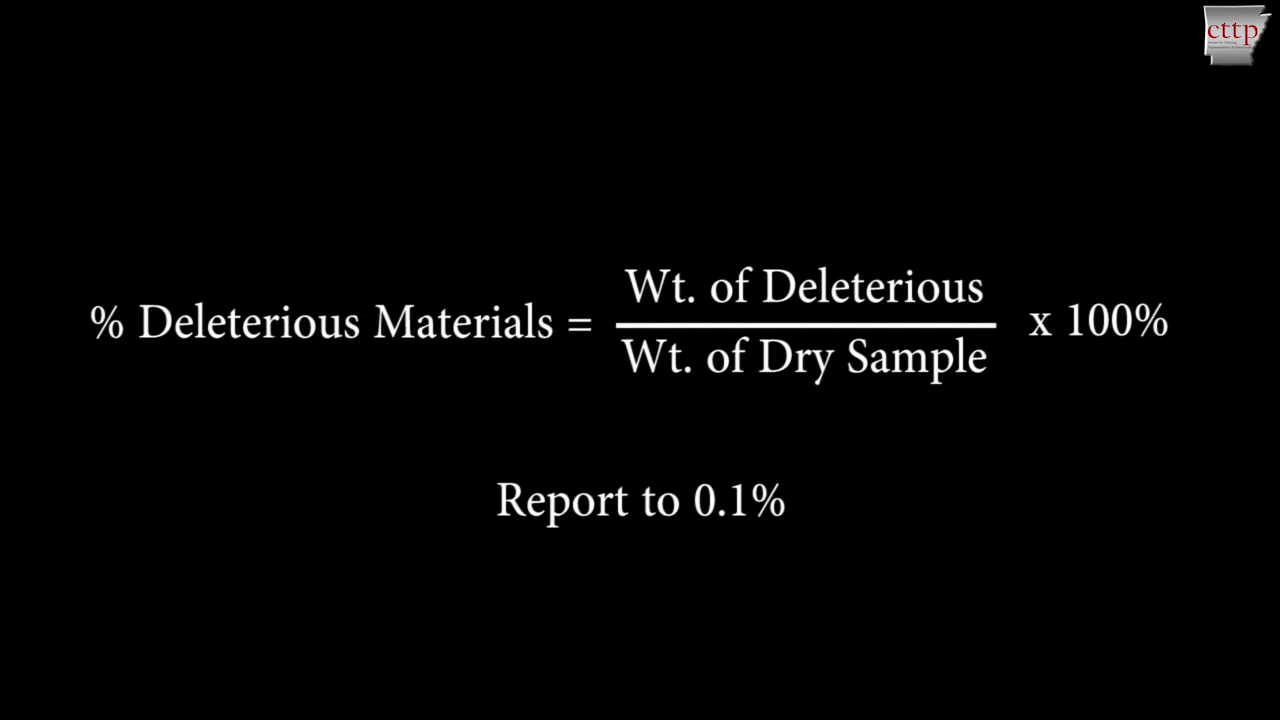 cttp
Wt. of Deleterious
% Deleterious Materials = x 100%
Wt. of Dry Sample
Report to 0.1%